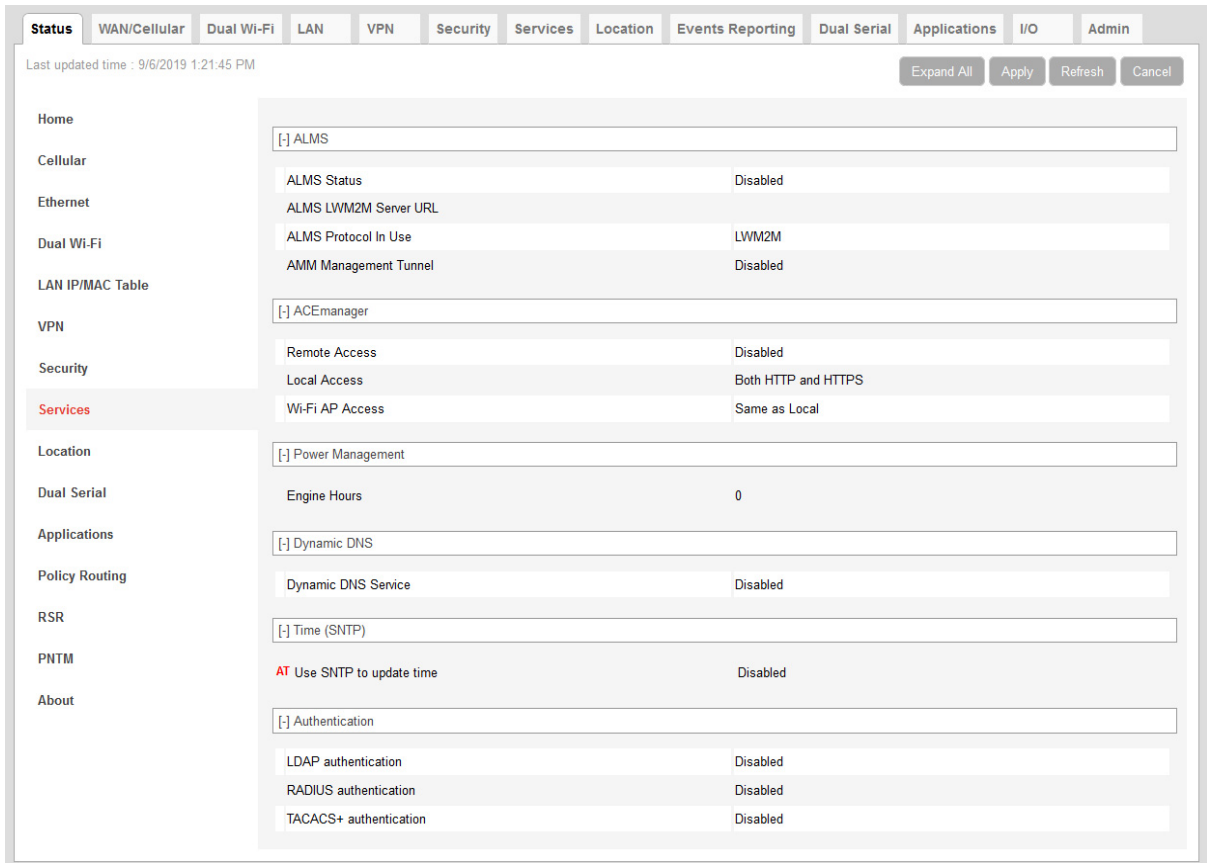 Status WAN/Cellular Dual Wi-Fi LAN VPN Security Services Location Events Reporting Dual Serial Applications I/O Admin
Last updated time : 9/6/2019 1:21:45 PM
Expand All Apply Refresh Cancel
Home
Cellular
Ethernet
Dual Wi-Fi
LAN IP/MAC Table
VPN
Security
Services
Location
Dual Serial
Applications
Policy Routing
RSR
PNTM
About
[-] ALMS
ALMS Status Disabled
ALMS LWM2M Server URL
ALMS Protocol In Use LWM2M
AMM Management Tunnel Disabled
[-] ACEmanager
Remote Access Disabled
Local Access Both HTTP and HTTPS
Wi-Fi AP Access Same as Local
[-] Power Management
Engine Hours 0
[-] Dynamic DNS
Dynamic DNS Service Disabled
[-] Time (SNTP)
AT Use SNTP to update time Disabled
[-] Authentication
LDAP authentication Disabled
RADIUS authentication Disabled
TACACS+ authentication Disabled